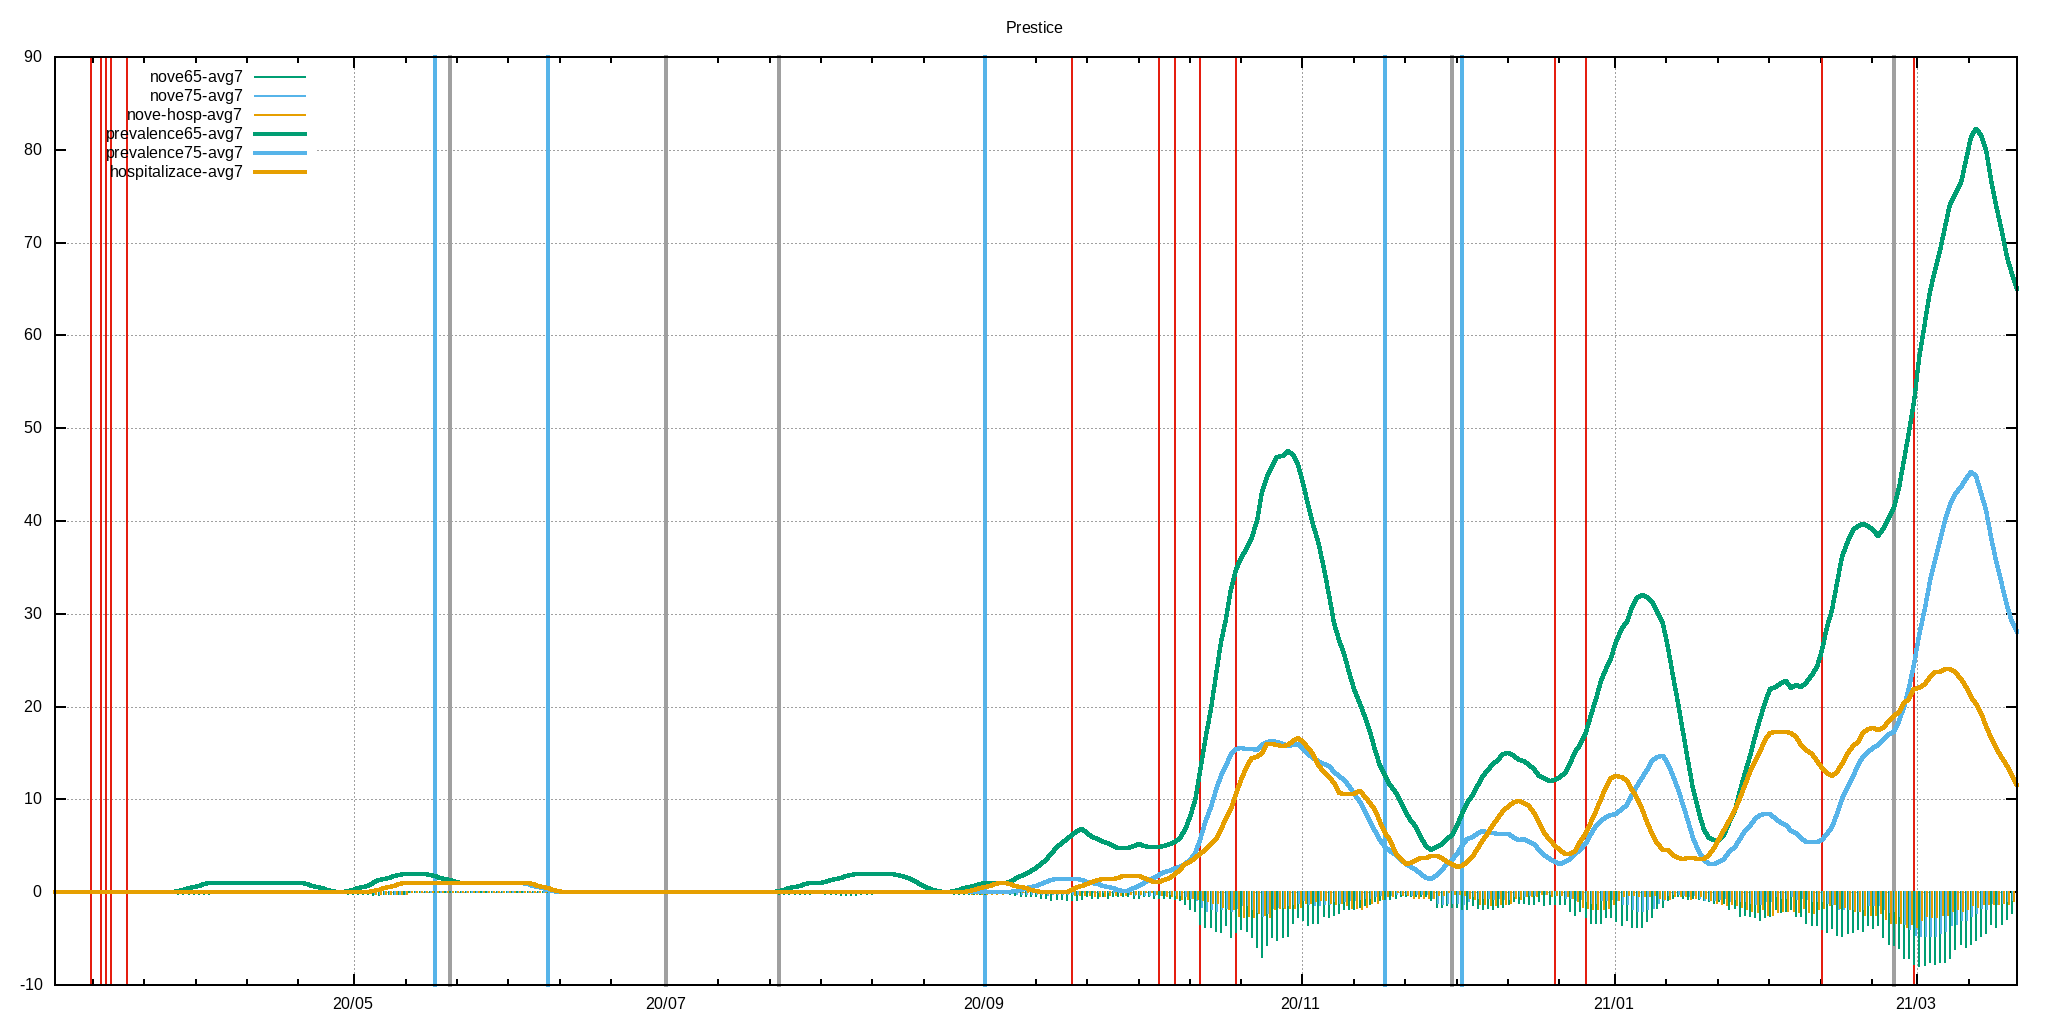 Prestice
nove65-avg7
nove75-avg7
nove-hosp-avg7
prevalence65-avg7
prevalence75-avg7
hospitalizace-avg7
90
80
70
60
50
40
30
20
10
0
-10
20/05 20/07 20/09 20/11 21/01 21/03